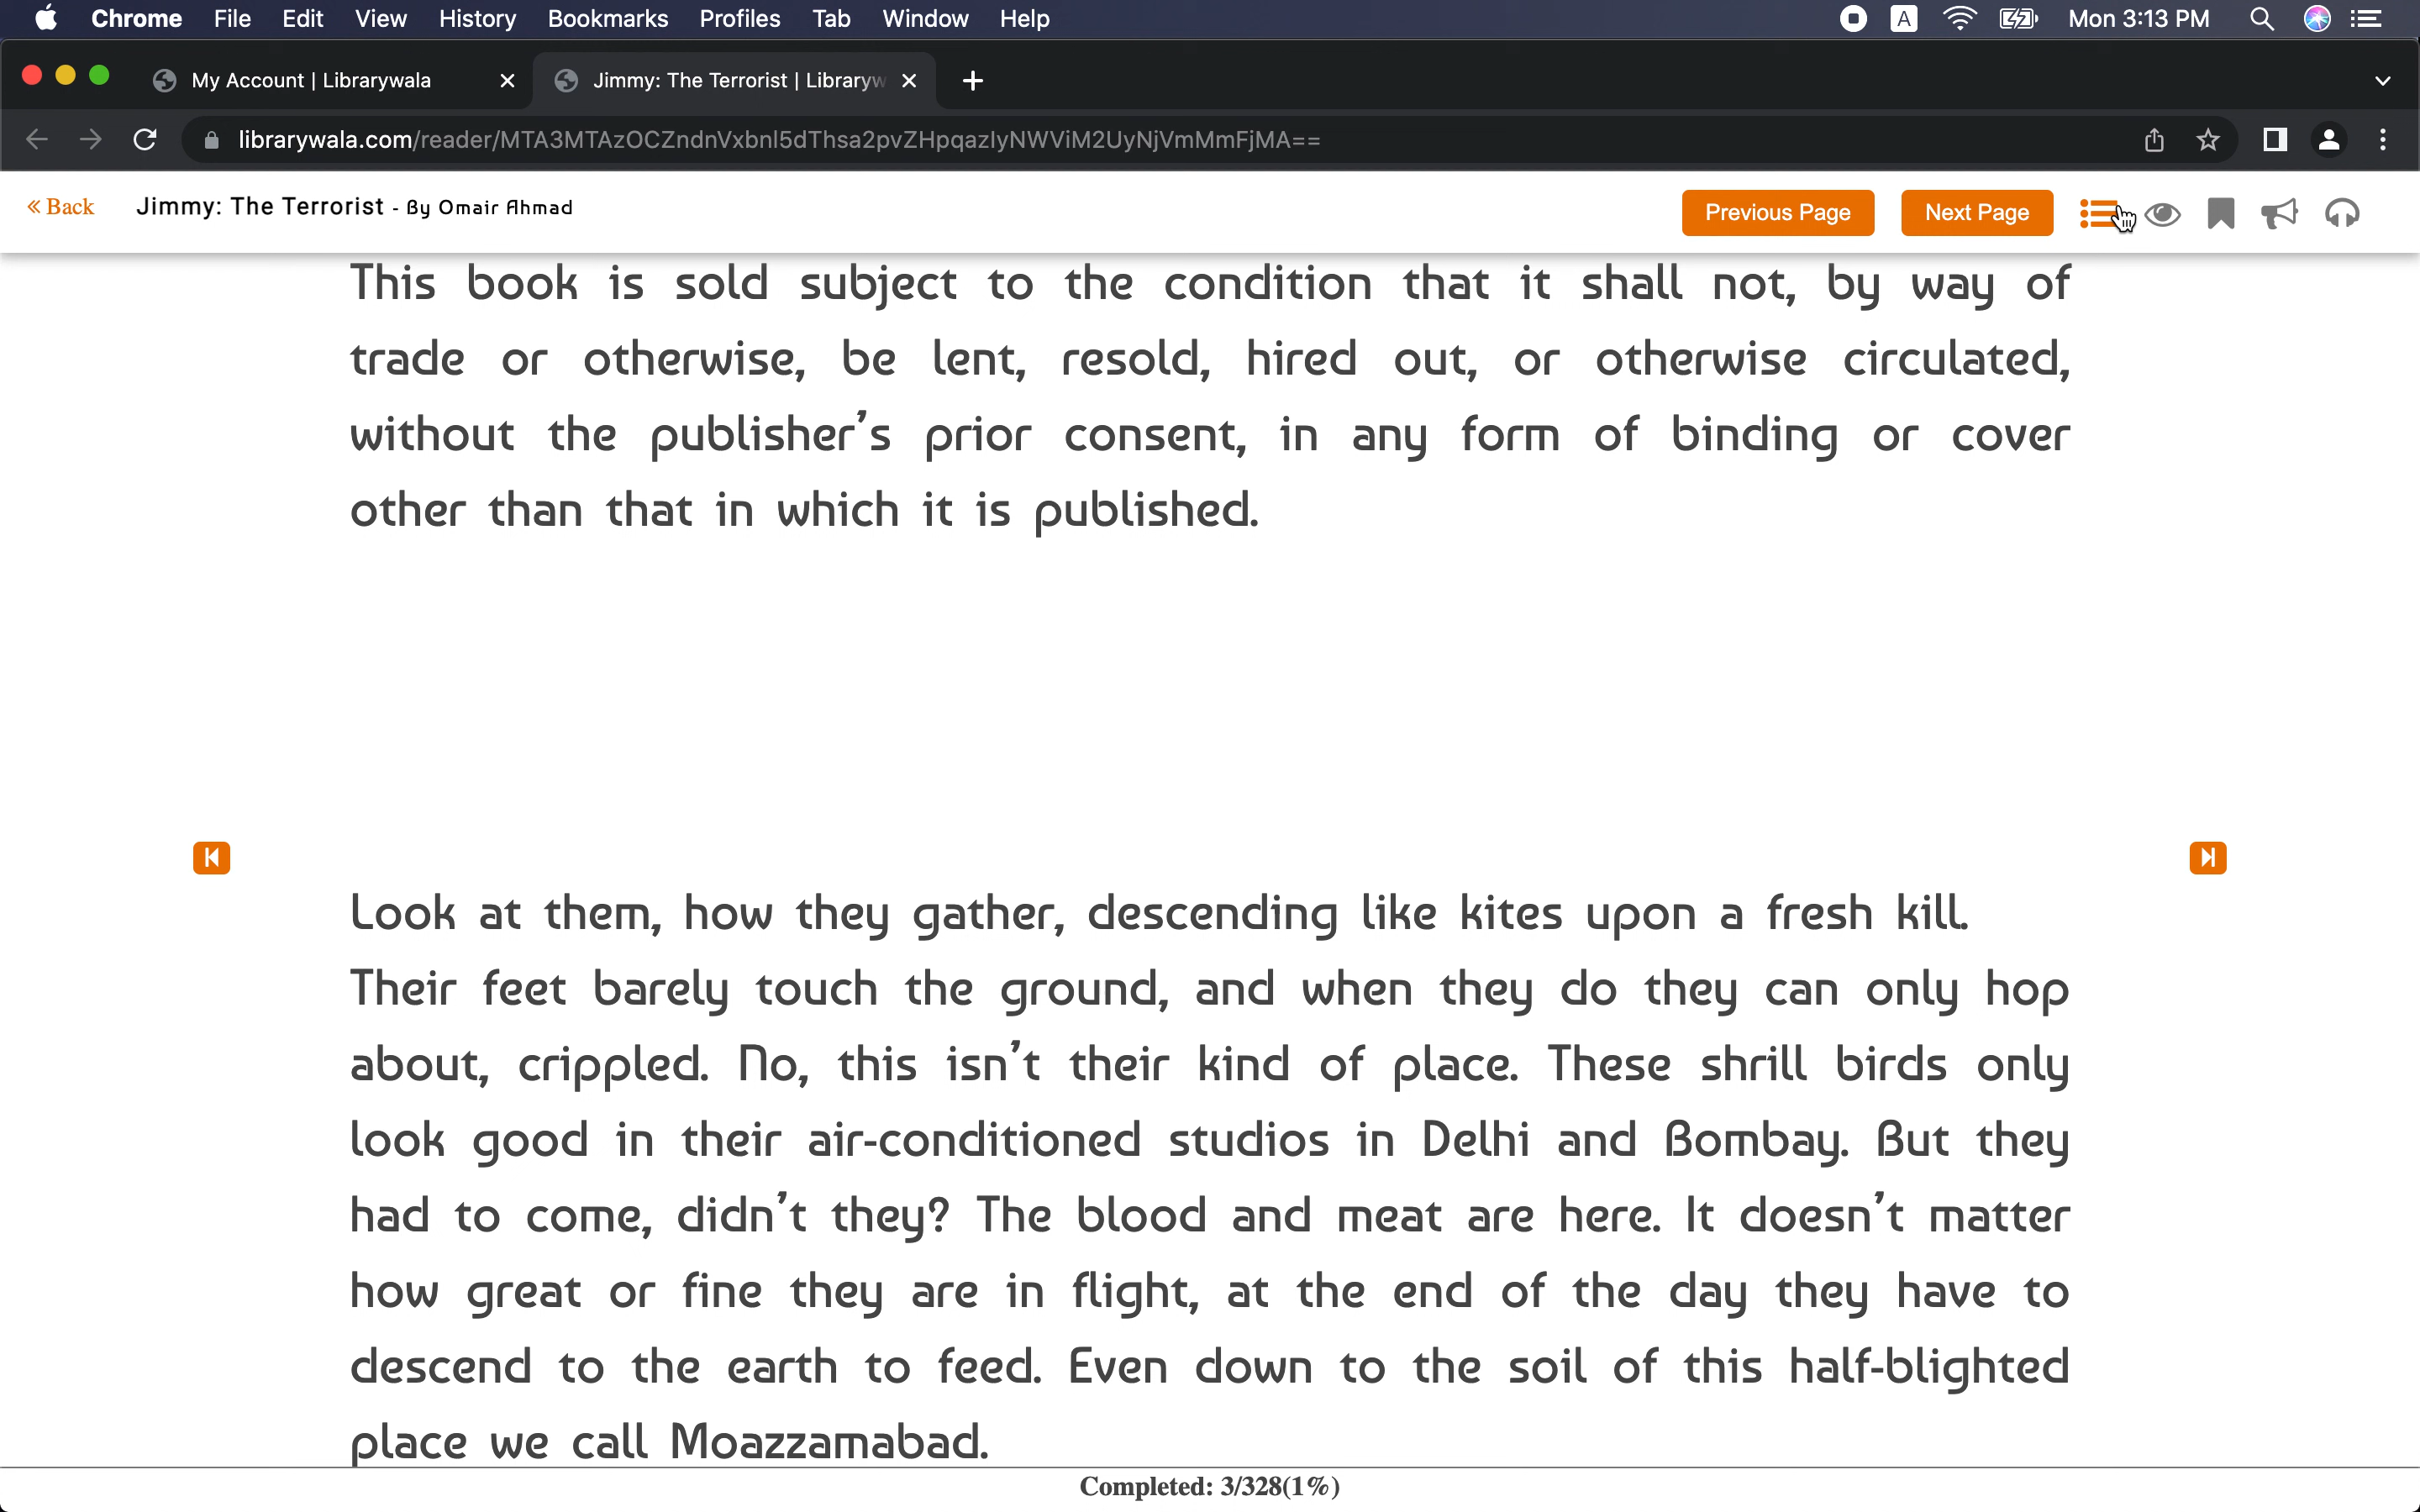 Chrome File Edit View History Bookmarks Profiles Tab Window Help A Mon 3:13 PM
My Account | Librarywala Jimmy: The Terrorist | Libraryw
librarywala.com/reader/MTA3MTAzOCZndnVxbnl5dThsa2pvZHpqazIyNWViM2UyNjVmMmFjMA==
« Back Jimmy: The Terrorist - By Omair Ahmad Previous Page Next Page
This book is sold subject to the condition that it shall not, by way of
trade or otherwise, be lent, resold, hired out, or otherwise circulated,
without the publisher's prior consent, in any form of binding or cover
other than that in which it is published.
Look at them, how they gather, descending like kites upon a fresh kill.
Their feet barely touch the ground, and when they do they can only hop
about, crippled. No, this isn't their kind of place. These shrill birds only
look good in their air-conditioned studios in Delhi and Bombay. But they
had to come, didn't they? The blood and meat are here. It doesn't matter
how great or fine they are in flight, at the end of the day they have to
descend to the earth to feed. Even down to the soil of this half-blighted
place we call Moazzamabad.
Completed: 3/328(1%)